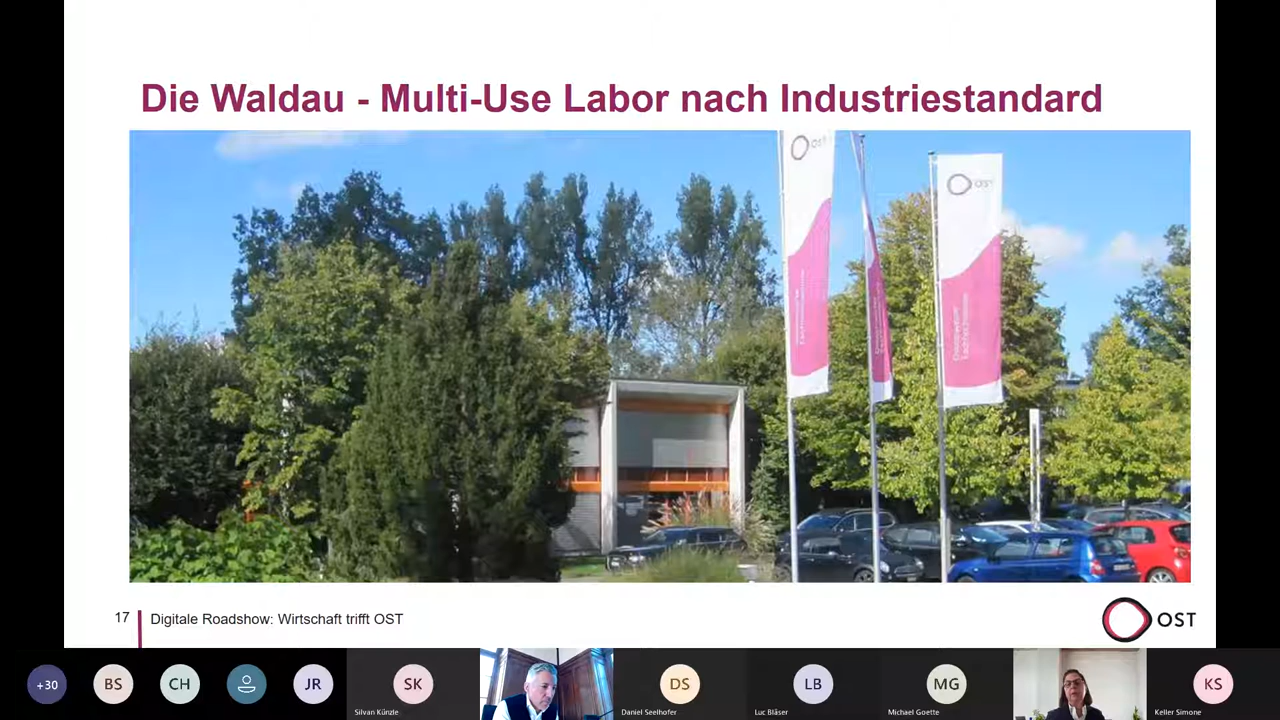 Die Waldau - Multi-Use Labor nach Industriestandard
OST
OST
17
Digitale Roadshow: Wirtschaft trifft OST
OST
+30
BS
CH
JR
SK
Silvan Künzle
DS
Daniel Seelhofer
LB
Luc Bläser
MG
Michael Goette
KS
Keller Simone